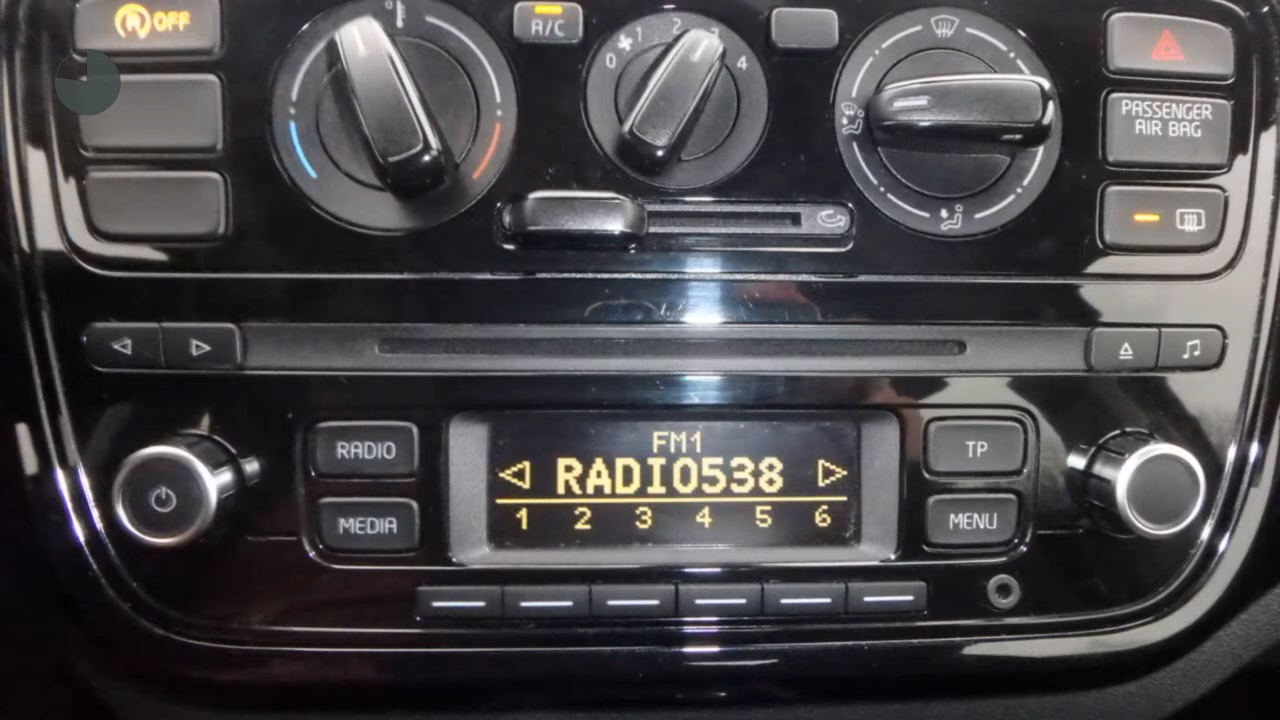 OFF
A/C
0 1 2 3 4
PASSENGER
AIR BAG
RADIO
MEDIA
FM1
RADIO538
1 2 3 4 5 6
TP
MENU